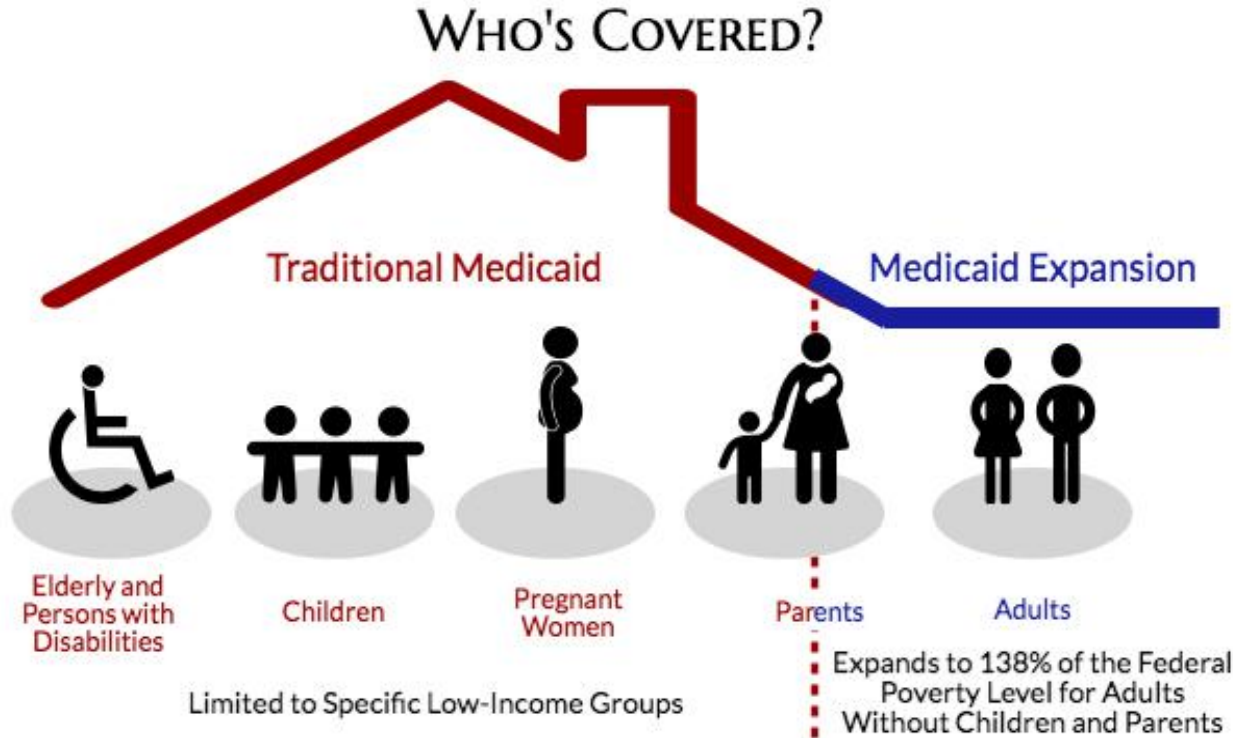 WHO'S COVERED?
Traditional Medicaid
Medicaid Expansion
Elderly and
Persons with
Disabilities
Children
Pregnant
Women
Parents
Adults
Limited to Specific Low-Income Groups
Expands to 138% of the Federal
Poverty Level for Adults
Without Children and Parents